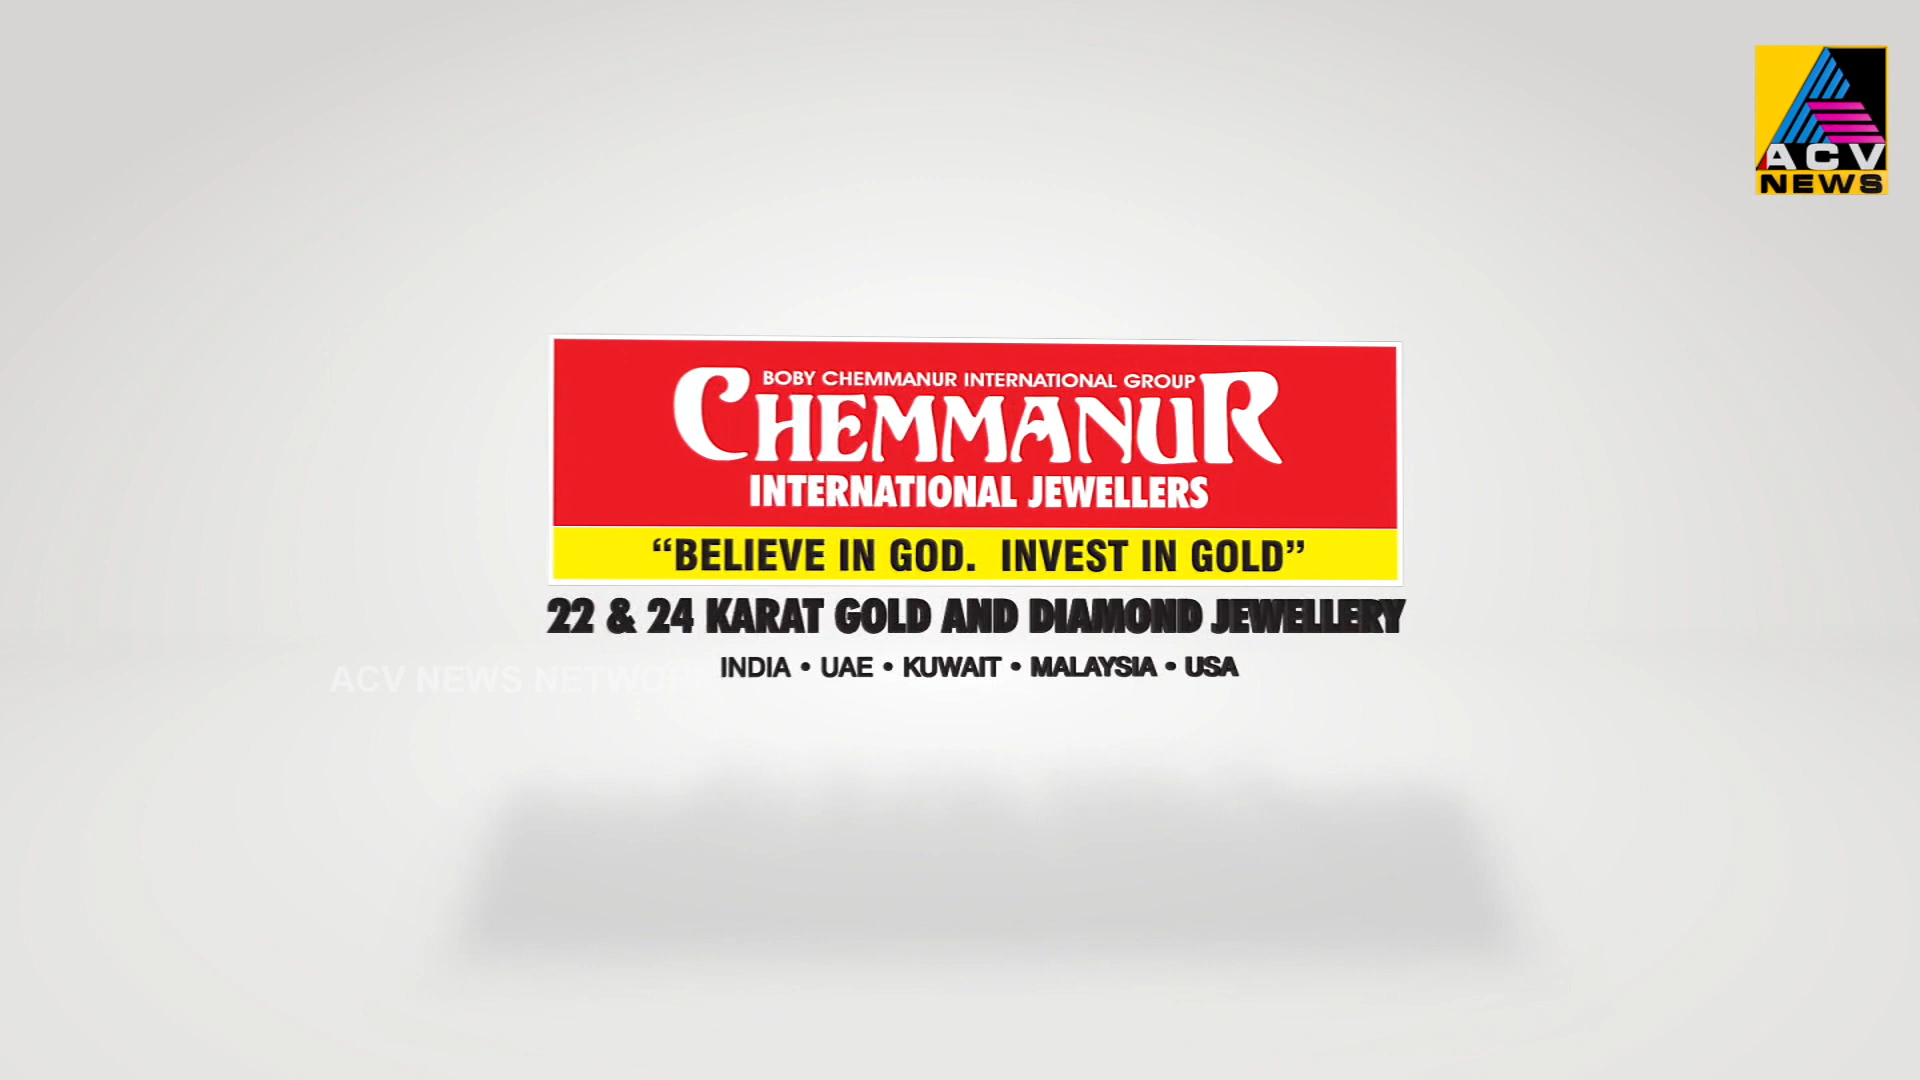 ACV
NEWS
BOBY CHEMMANUR INTERNATIONAL GROUP
CHEMMANUR
INTERNATIONAL JEWELLERS
“BELIEVE IN GOD. INVEST IN GOLD”
22 & 24 KARAT GOLD AND DIAMOND JEWELLERY
INDIA • UAE • KUWAIT • MALAYSIA • USA
ACV NEWS NETWORK